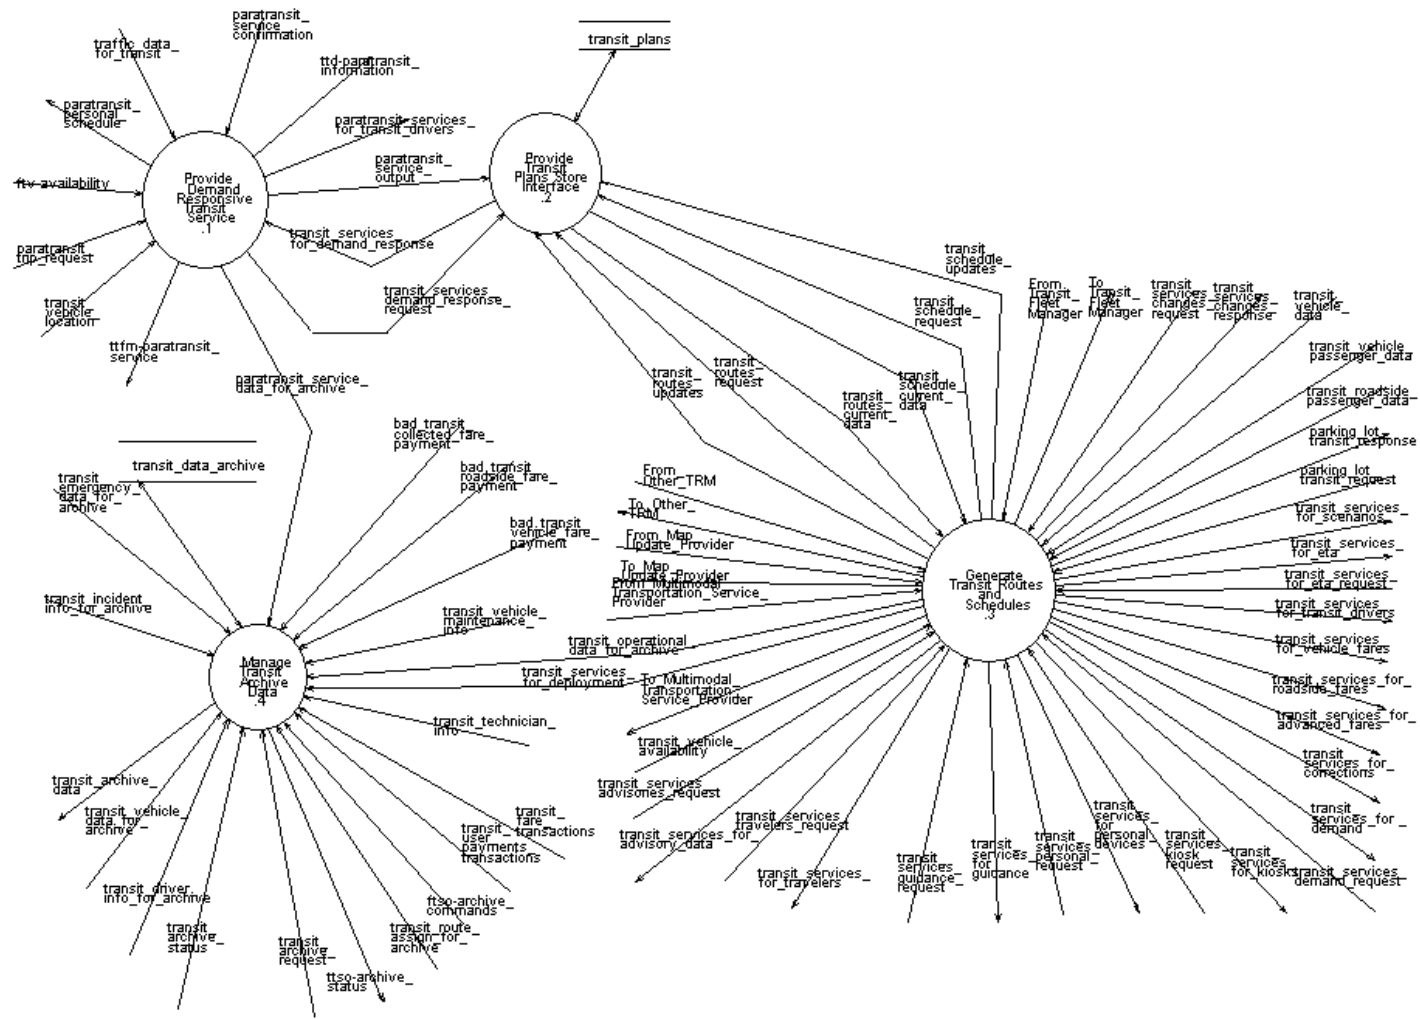 paratransit_
service_
confirmation
traffic_data_
for_transit
ttd-paratransit_
information
paratransit_
personal_
schedule
paratransit_services_
for_transit_drivers
paratransit_
service_
output
ftv-availability
Provide
Demand
Responsive
Transit
Service
.1
transit_plans
Provide
Transit
Plans Store
Interface
.2
paratransit_
trip_request
transit_
vehicle_
location_
ttfm-paratransit_
service
transit_services_
for_demand_response
transit_services_
demand_response_
request
paratransit_service_
data_for_archive
transit_
schedule_
updates
transit_
schedule_
request
transit_
routes_
request
transit_
routes_
updates
transit_
routes_
current_
data
transit_
schedule_
current_
data
From_
Transit_
Fleet_
Manager
To_
Transit_
Fleet_
Manager
transit_
services_
changes_
request
transit_
services_
changes_
response
transit_
vehicle_
data
transit_vehicle_
passenger_data
transit_roadside_
passenger_data
parking_lot_
transit_response
parking_lot_
transit_request
transit_services_
for_scenarios
transit_services_
for_eta
transit_services_
for_eta_request
transit_services_
for_transit_drivers
transit_services_
for_vehicle_fares
transit_services_for_
roadside_fares
transit_services_for_
advanced_fares
transit_
services_for_
corrections
transit_
services_for_
demand
transit_services_
demand_request
Generate
Transit Routes
and
Schedules
.3
From_
Other_TRM
To_Other_
TRM
From_Map_
Update_Provider
To_Map_
Update_Provider
From_Multimodal_
Transportation_Service_
Provider
transit_operational_
data_for_archive
transit_services_
for_deployment
To_Multimodal_
Transportation_
Service_Provider
transit_vehicle_
availability
transit_services_
advisories_request
transit_services_for_
advisory_data
transit_services_
travelers_request
transit_services_
for_travelers
transit_
services_
guidance_
request
transit_
services_
for_
guidance
transit_
services_
personal_
request
transit_
services_
for_
personal_
devices
transit_
services_
kiosk_
request
transit_
services_
for_kiosks
transit_data_archive
transit_
emergency_
data_for_
archive
bad_transit_
collected_fare_
payment
bad_transit_
roadside_fare_
payment
bad_transit_
vehicle_fare_
payment
transit_incident_
info_for_archive
transit_vehicle_
maintenance_
info
Manage
Transit
Archive
Data
.4
transit_technician_
info
transit_archive_
data
transit_vehicle_
data_for_
archive
transit_driver_
info_for_archive
transit_
archive_
status
transit_
archive_
request
ttso-archive_
status
transit_route_
assign_for_
archive
ftso-archive_
commands
transit_
user_
payments_
transactions
transit_
fare_
transactions